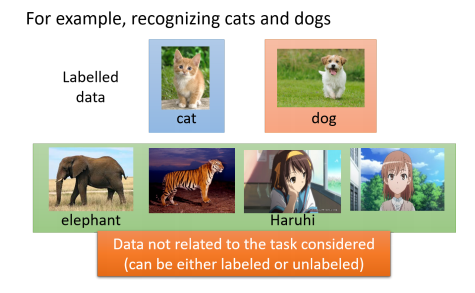 For example, recognizing cats and dogs
Labelled
data
cat
dog
elephant
Haruhi
Data not related to the task considered
(can be either labeled or unlabeled)